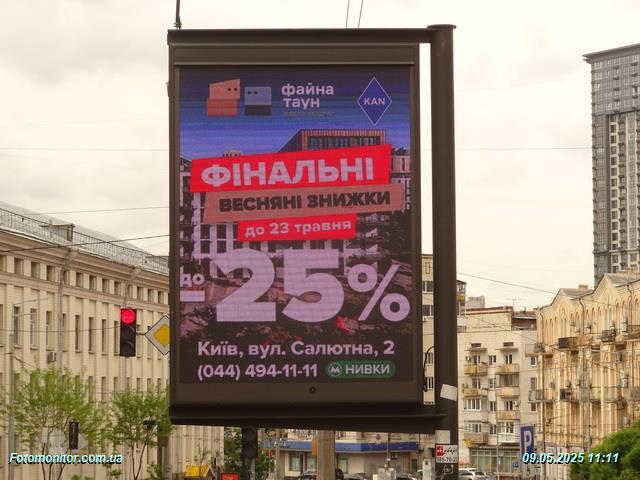 файна
таун
KAN
ФІНАЛЬНІ
ВЕСНЯНІ ЗНИЖКИ
до 23 травня
до
-25%
Київ, вул. Салютна, 2
(044) 494-11-11 М НИВКИ
P
Fotomonitor.com.ua
09.05.2025 11:11